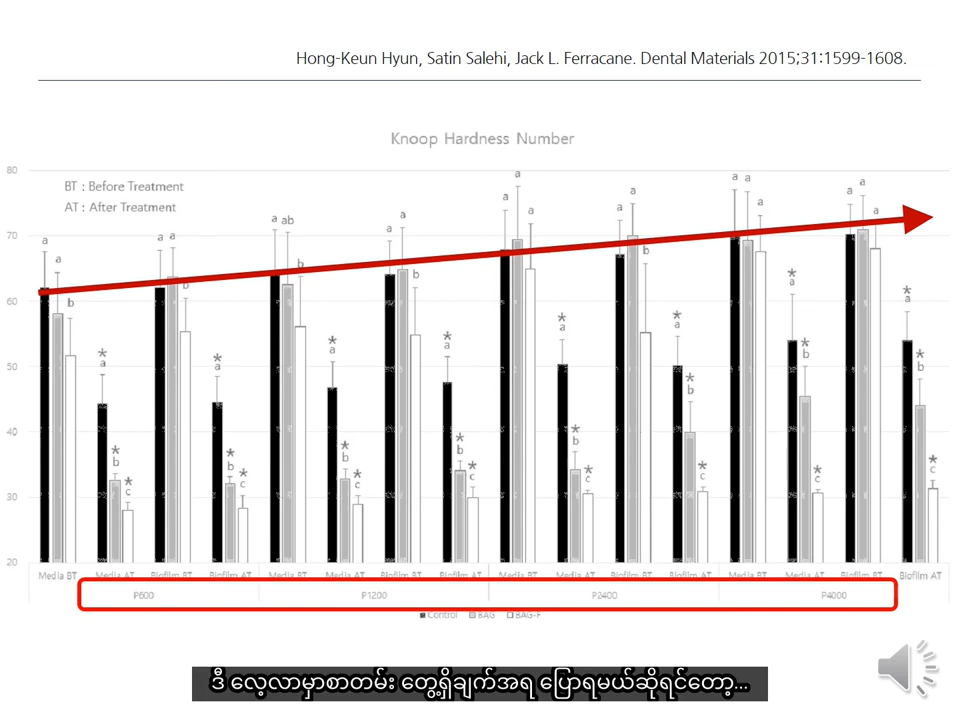 Hong-Keun Hyun, Satin Salehi, Jack L. Ferracane. Dental Materials 2015;31:1599-1608.
Knoop Hardness Number
BT : Before Treatment
AT : After Treatment
80
70
60
50
40
30
20
a a b * a * b * c a a b * a * b * c a ab b * a * b * c a a b * a * b * c a a a * a * b * c a a b * a * b * c a a a * a * b * c a a a * a * b * c
Media BT Media AT Biofilm BT Biofilm AT Media BT Media AT Biofilm BT Biofilm AT Media BT Media AT Biofilm BT Biofilm AT Media BT Media AT Biofilm BT Biofilm AT
P600 P1200 P2400 P4000
Control BAG BAG-F
ဒီ လေ့လာမှုစာတမ်း တွေ့ရှိချက်အရ ပြောရမယ်ဆိုရင်တော့...